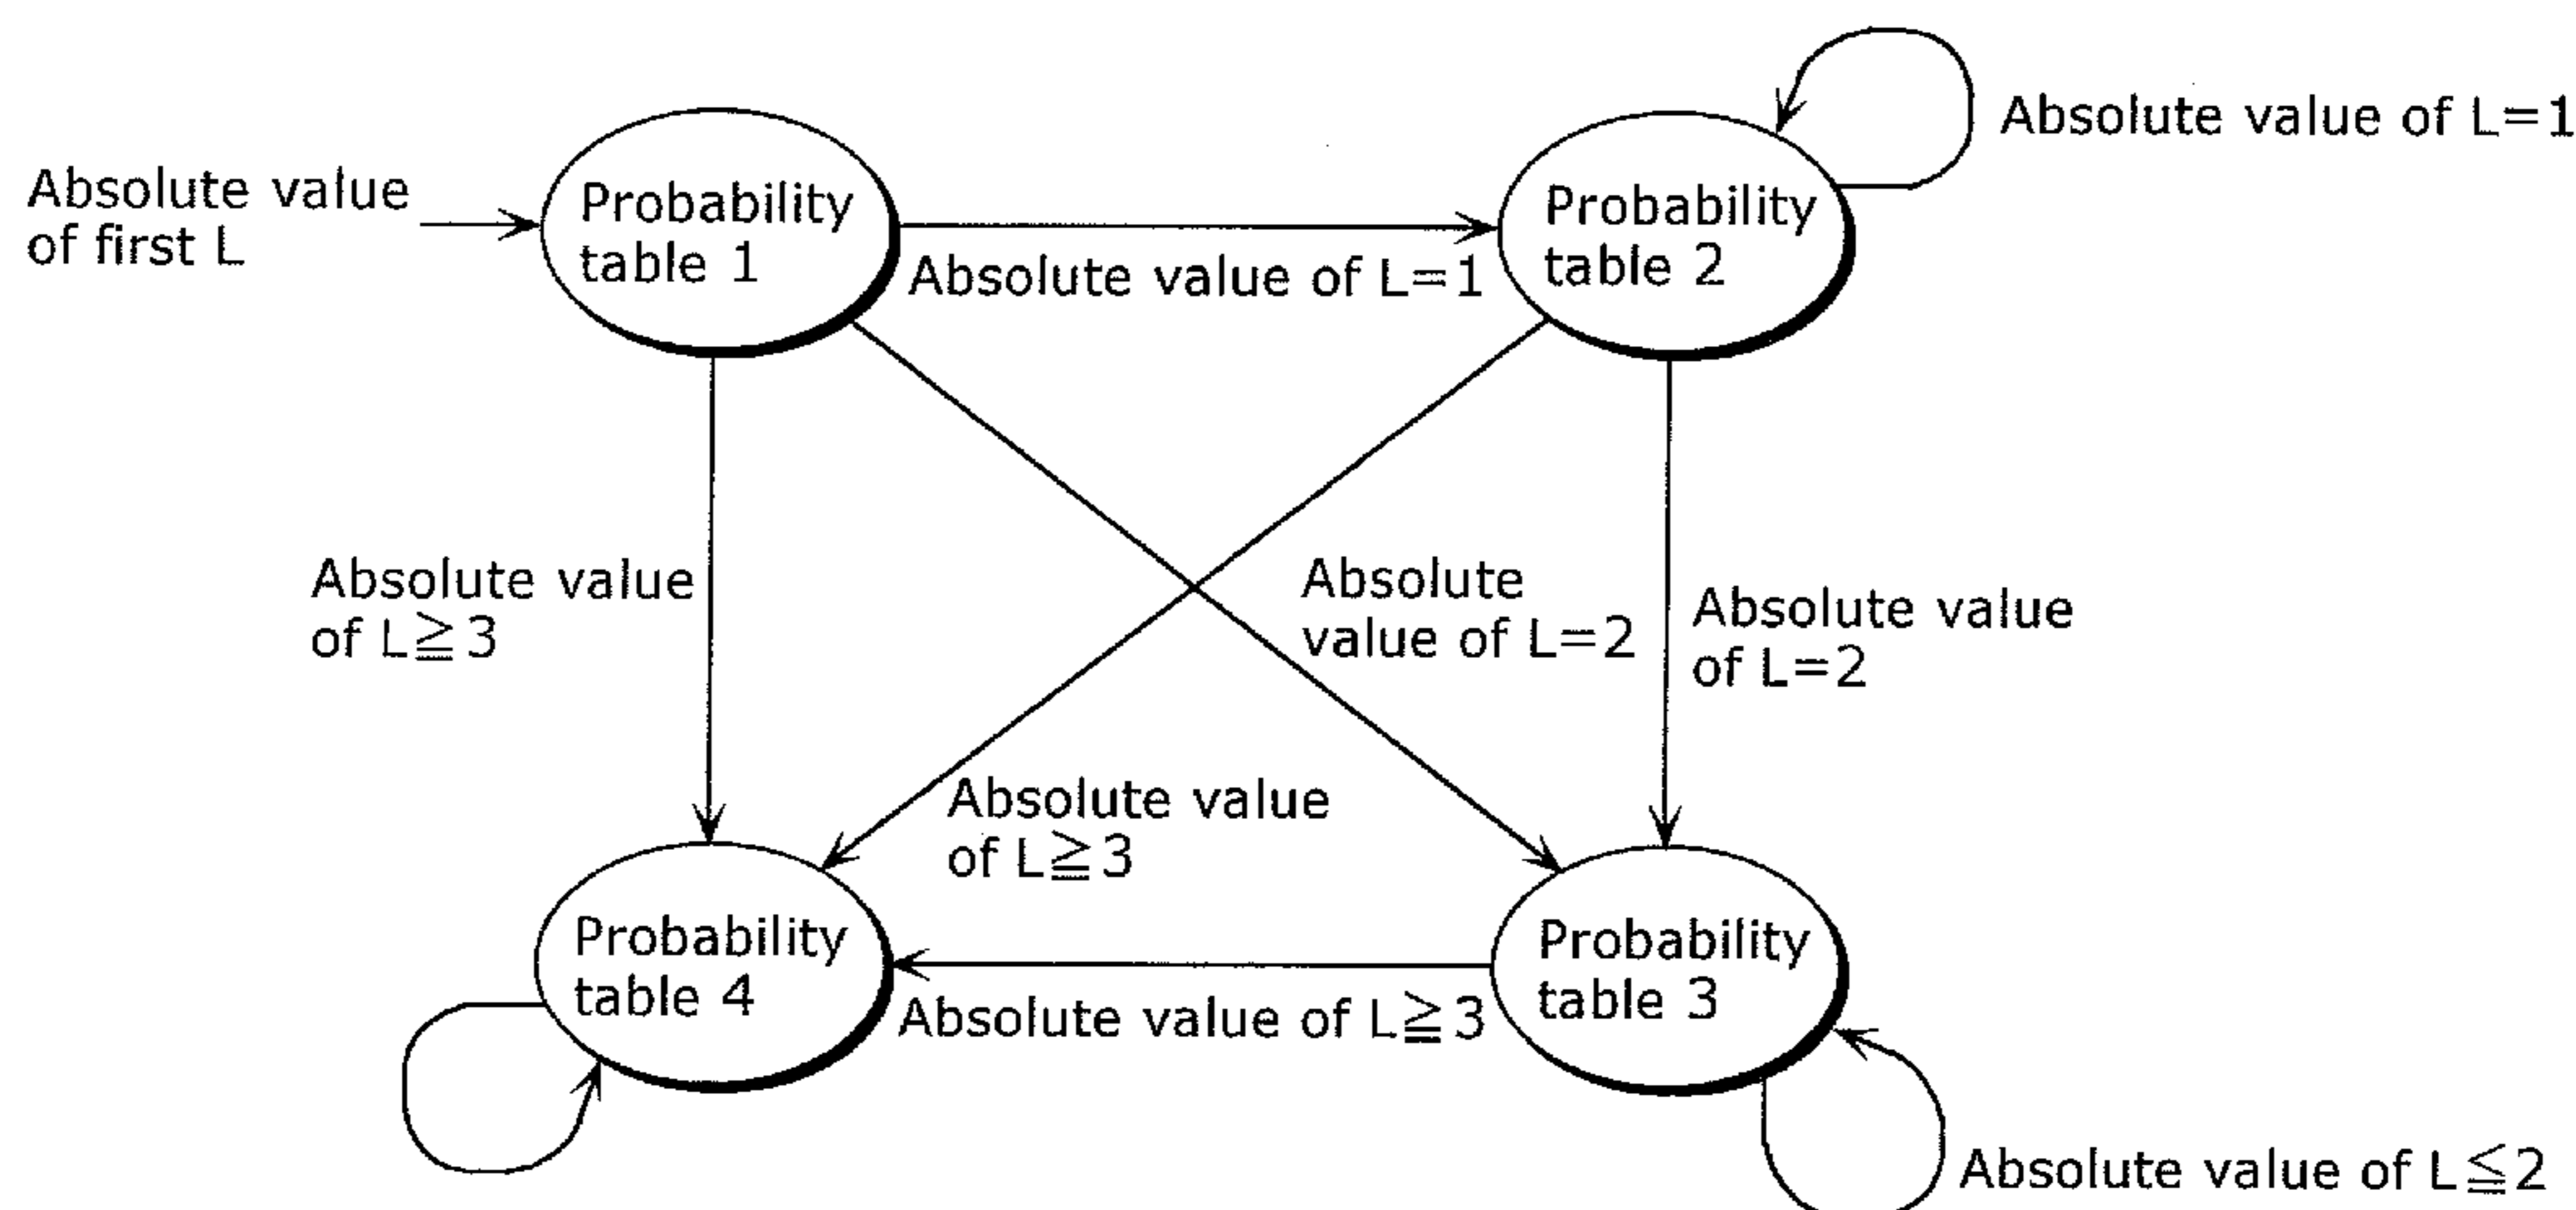 Absolute value
of first L
Probability
table 1
Absolute value of L=1
Probability
table 2
Absolute value of L=1
Absolute value
of L≧3
Absolute
value of L=2
Absolute value
of L=2
Absolute value
of L≧3
Probability
table 4
Absolute value of L≧3
Probability
table 3
Absolute value of L≦2